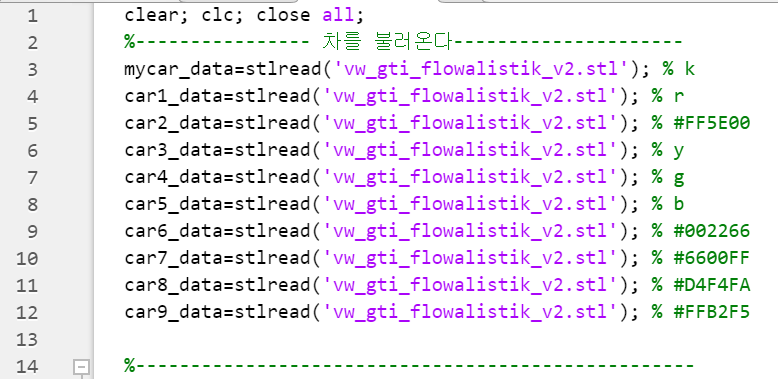 1 clear; clc; close all;
2 %---------------- 차를 불러온다---------------------
3 mycar_data=stlread('vw_gti_flowalistik_v2.stl'); % k
4 car1_data=stlread('vw_gti_flowalistik_v2.stl'); % r
5 car2_data=stlread('vw_gti_flowalistik_v2.stl'); % #FF5E00
6 car3_data=stlread('vw_gti_flowalistik_v2.stl'); % y
7 car4_data=stlread('vw_gti_flowalistik_v2.stl'); % g
8 car5_data=stlread('vw_gti_flowalistik_v2.stl'); % b
9 car6_data=stlread('vw_gti_flowalistik_v2.stl'); % #002266
10 car7_data=stlread('vw_gti_flowalistik_v2.stl'); % #6600FF
11 car8_data=stlread('vw_gti_flowalistik_v2.stl'); % #D4F4FA
12 car9_data=stlread('vw_gti_flowalistik_v2.stl'); % #FFB2F5
13
14 %---------------------------------------------------